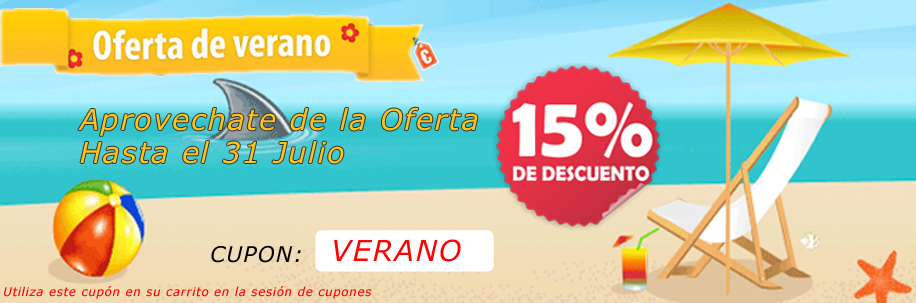 Oferta de verano
€
Aprovechate de la Oferta
Hasta el 31 Julio
15%
DE DESCUENTO
CUPON: VERANO
Utiliza este cupón en su carrito en la sesión de cupones